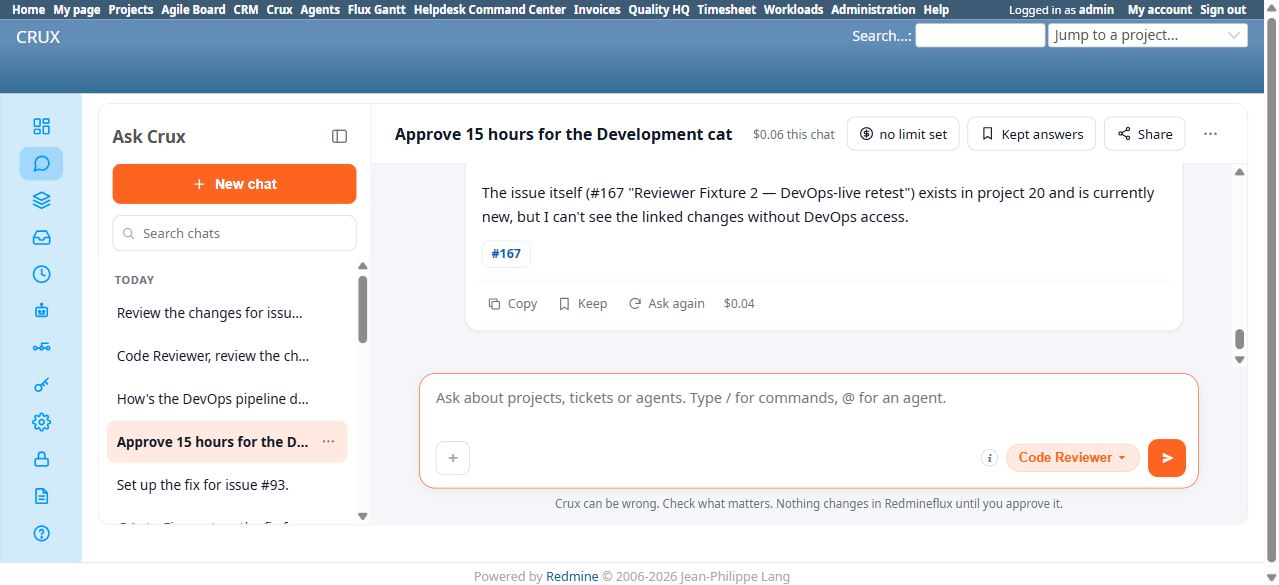 Home My page Projects Agile Board CRM Crux Agents Flux Gantt Helpdesk Command Center Invoices Quality HQ Timesheet Workloads Administration Help Logged in as admin My account Sign out
CRUX
Search...: Jump to a project...
Ask Crux
New chat
Search chats
TODAY
Review the changes for issu...
Code Reviewer, review the ch...
How's the DevOps pipeline d...
Approve 15 hours for the D...
Set up the fix for issue #93.
Approve 15 hours for the Development cat
$0.06 this chat
no limit set
Kept answers
Share
The issue itself (#167 "Reviewer Fixture 2 — DevOps-live retest") exists in project 20 and is currently
new, but I can't see the linked changes without DevOps access.
#167
Copy Keep Ask again $0.04
Ask about projects, tickets or agents. Type / for commands, @ for an agent.
Code Reviewer
Crux can be wrong. Check what matters. Nothing changes in Redmineflux until you approve it.
Powered by Redmine © 2006-2026 Jean-Philippe Lang